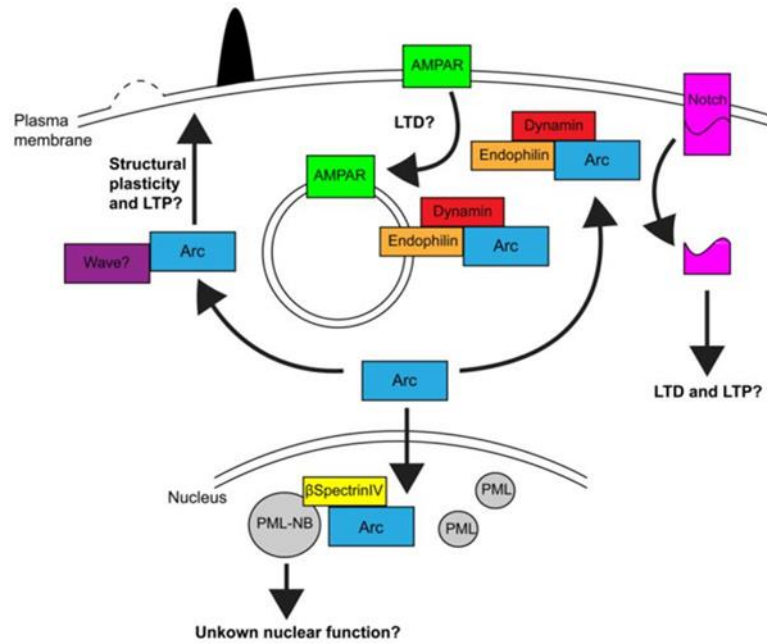 AMPAR
Notch
Plasma
membrane
LTD?
Dynamin
Endophilin
Arc
Structural
plasticity
and LTP?
AMPAR
Dynamin
Endophilin
Arc
Wave?
Arc
Arc
LTD and LTP?
Nucleus
βSpectrinIV
PML
PML-NB
Arc
PML
Unkown nuclear function?